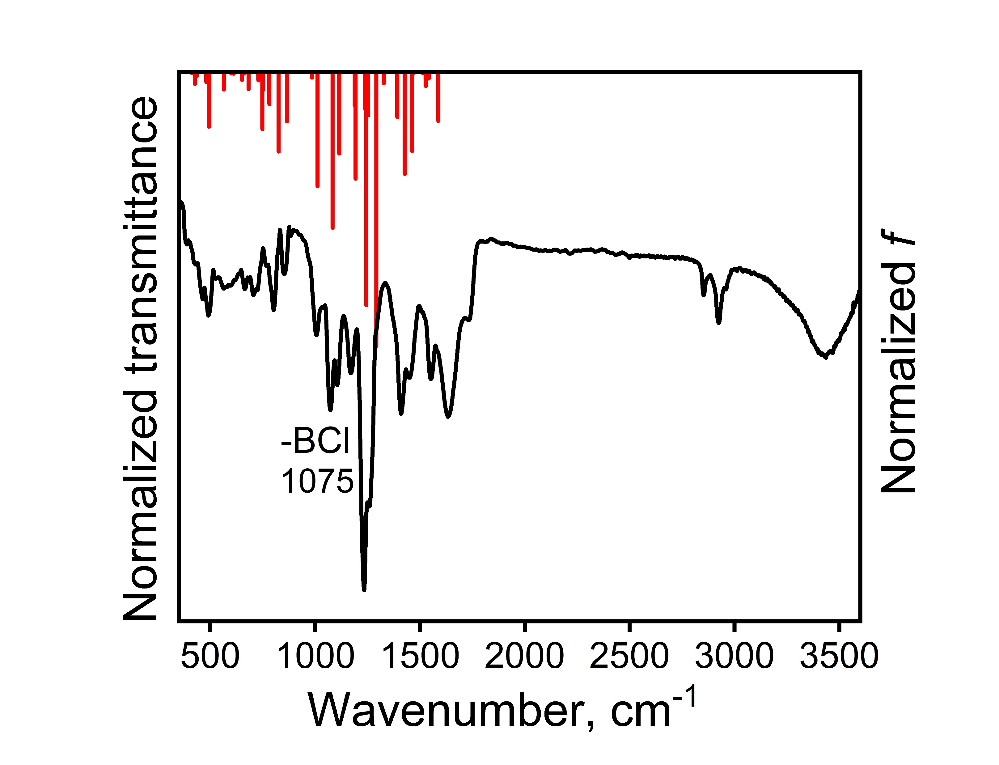 Normalized transmittance
Normalized f
-BCl
1075
500 1000 1500 2000 2500 3000 3500
Wavenumber, cm⁻¹